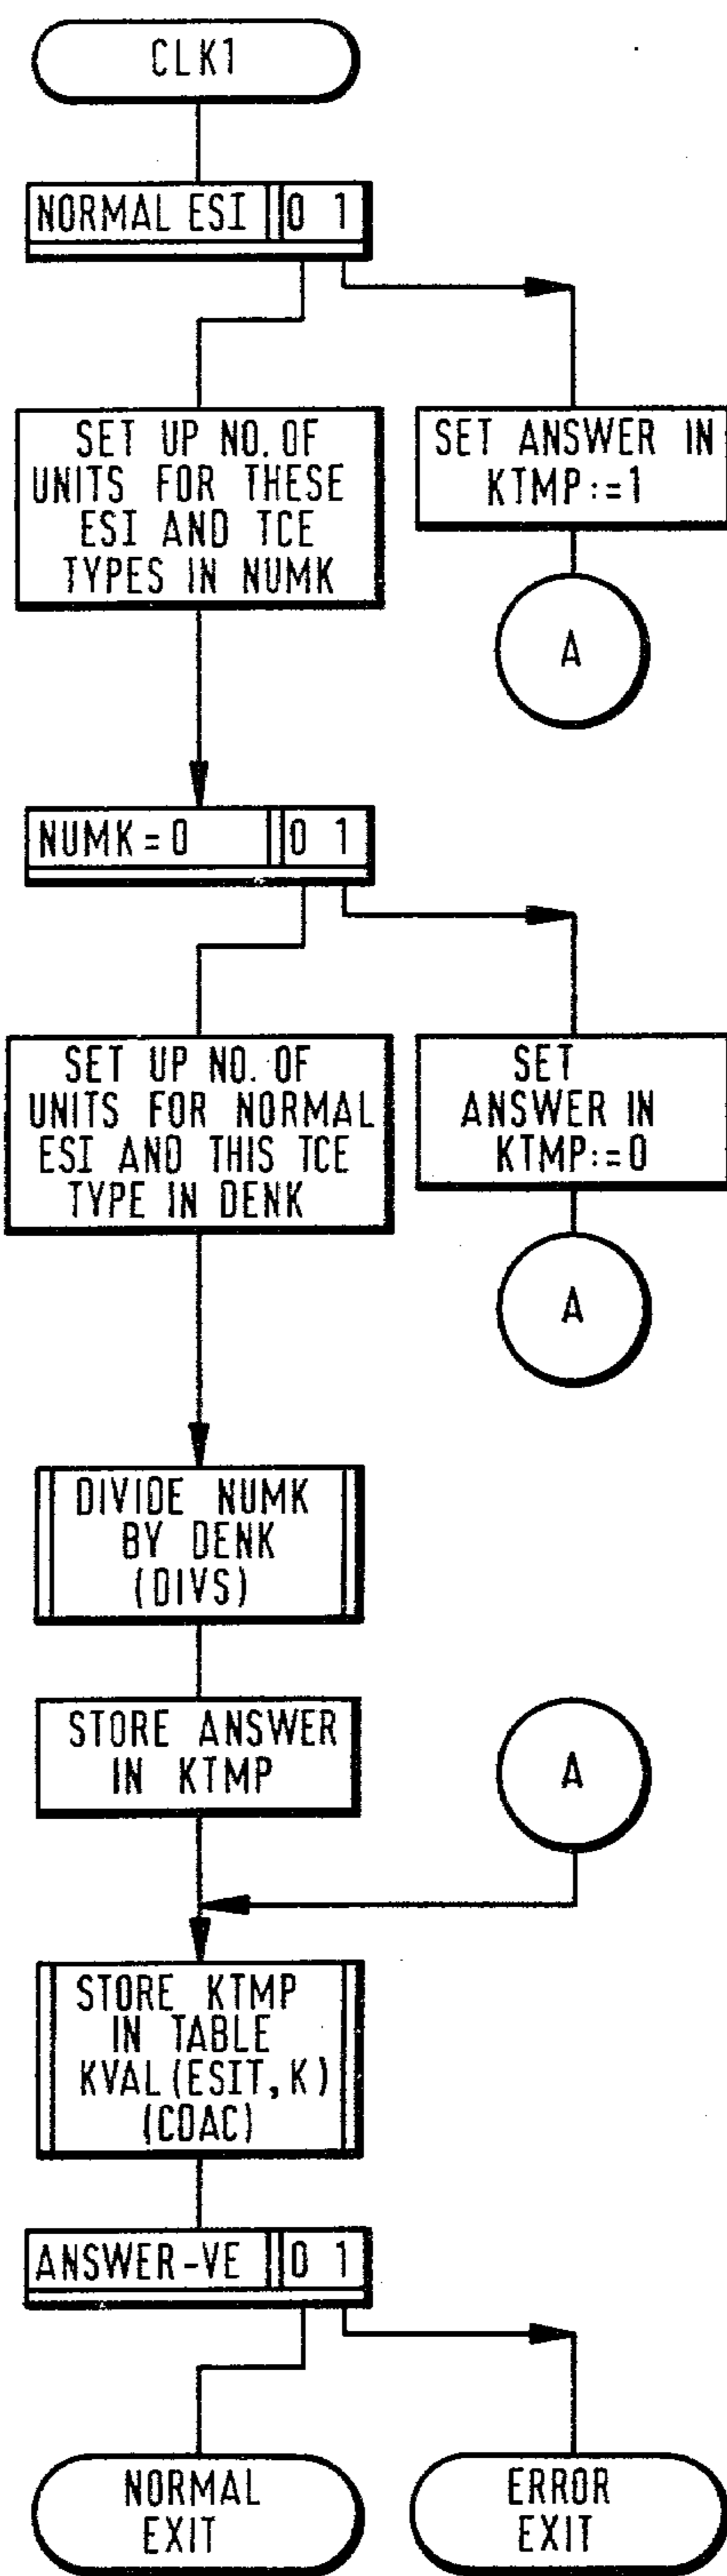 CLK1
NORMAL ESI 0 1
SET UP NO. OF
UNITS FOR THESE
ESI AND TCE
TYPES IN NUMK
SET ANSWER IN
KTMP:=1
A
NUMK=0 0 1
SET UP NO. OF
UNITS FOR NORMAL
ESI AND THIS TCE
TYPE IN DENK
SET
ANSWER IN
KTMP:=0
A
DIVIDE NUMK
BY DENK
(DIVS)
STORE ANSWER
IN KTMP
A
STORE KTMP
IN TABLE
KVAL(ESIT,K)
(CDAC)
ANSWER-VE 0 1
NORMAL
EXIT
ERROR
EXIT